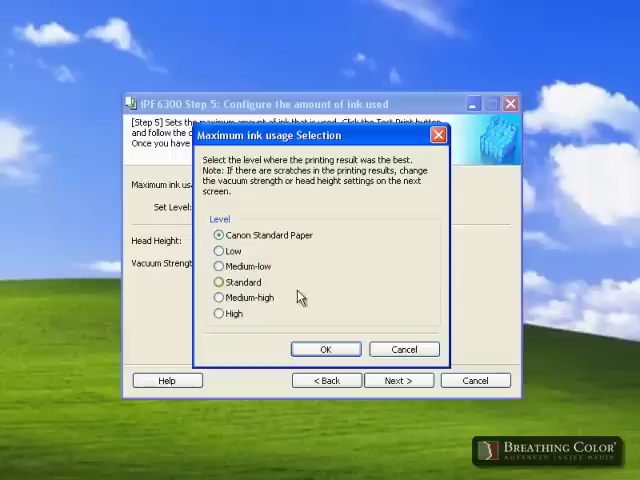 iPF6300 Step 5: Configure the amount of ink used
[Step 5] Sets the maximum amount of ink that is used. Click the Test Print button
and follow the
Once you have
Maximum ink usage Selection
Select the level where the printing result was the best.
Note: If there are scratches in the printing results, change
the vacuum strength or head height settings on the next
screen.
Maximum ink us
Set Level:
Head Height:
Vacuum Streng
Level
Canon Standard Paper
Low
Medium-low
Standard
Medium-high
High
OK
Cancel
Help
< Back
Next >
Cancel
BREATHING COLOR®
ADVANCED INKJET MEDIA